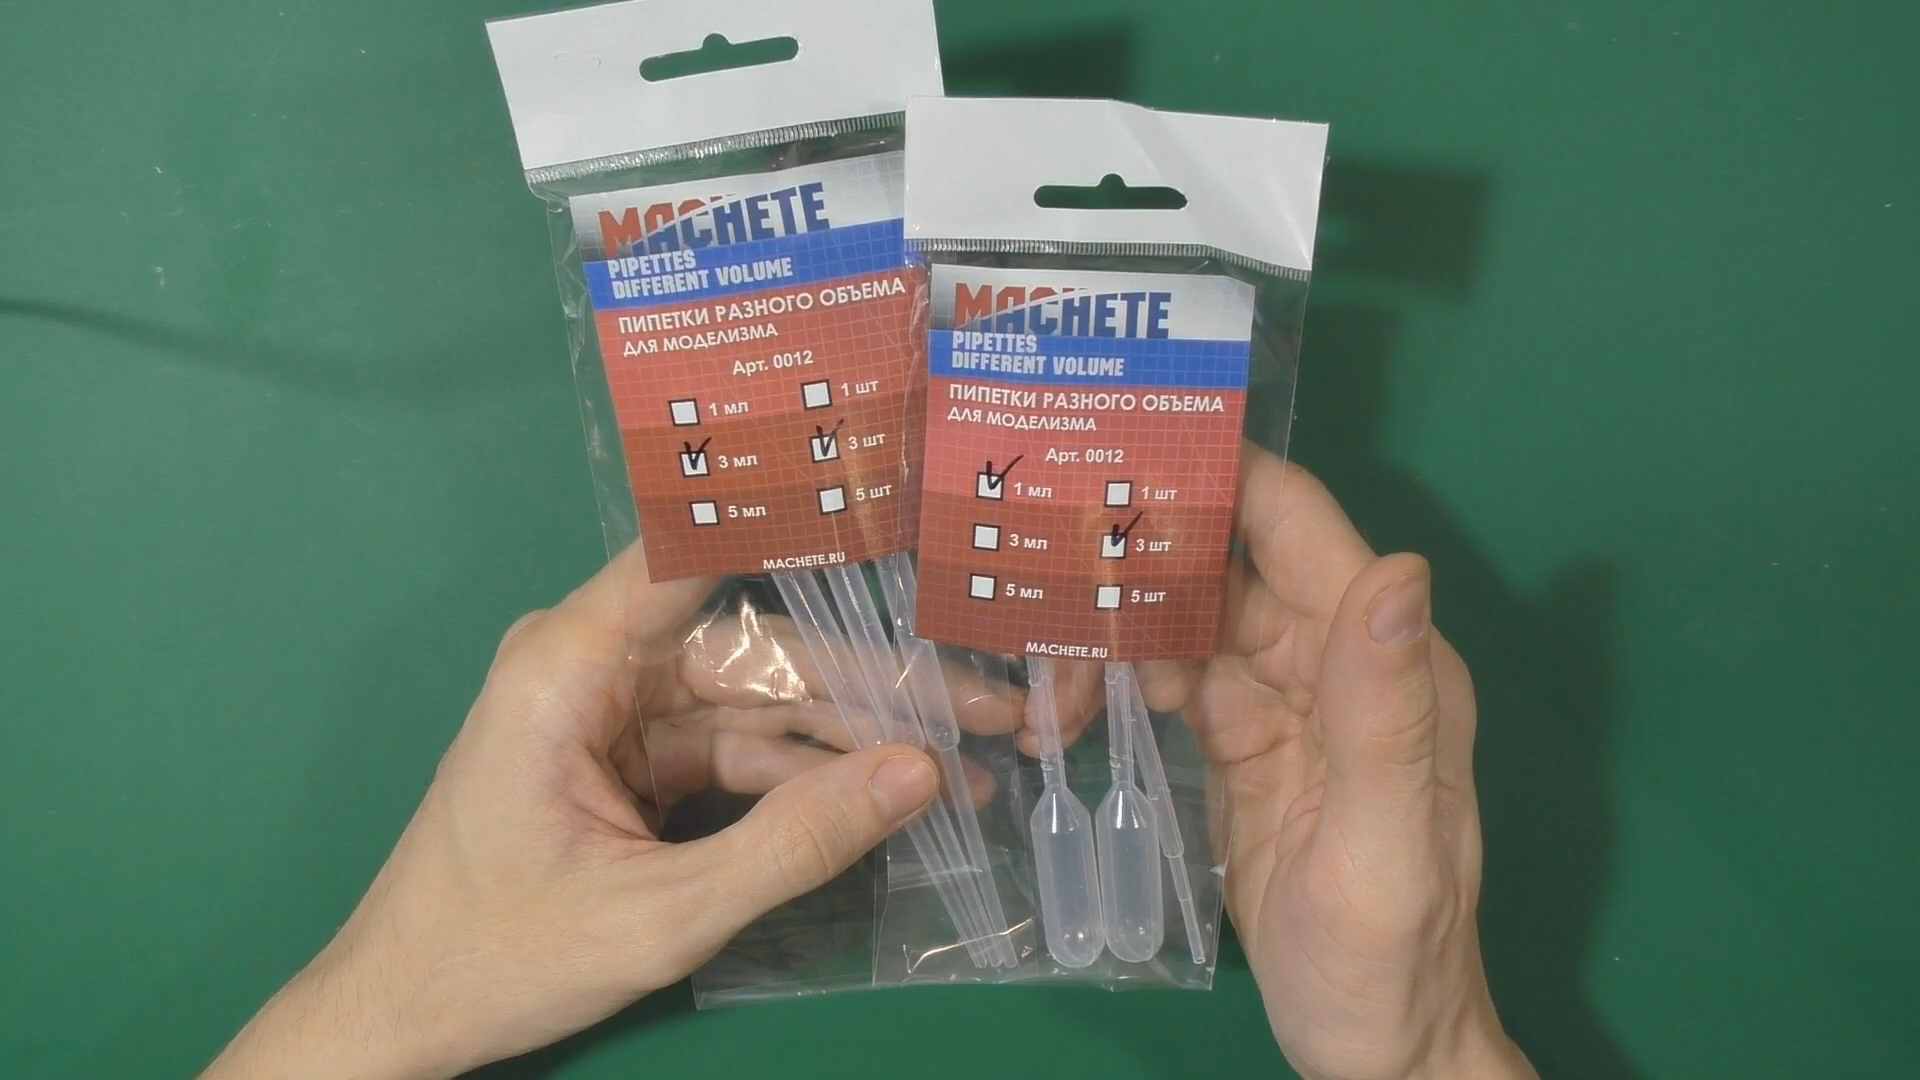 MACHETE
PIPETTES
DIFFERENT VOLUME
ПИПЕТКИ РАЗНОГО ОБЪЕМА
ДЛЯ МОДЕЛИЗМА
Арт. 0012
1 мл 1 шт
3 мл 3 шт
5 мл 5 шт
MACHETE.RU
MACHETE
PIPETTES
DIFFERENT VOLUME
ПИПЕТКИ РАЗНОГО ОБЪЕМА
ДЛЯ МОДЕЛИЗМА
Арт. 0012
1 мл 1 шт
3 мл 3 шт
5 мл 5 шт
MACHETE.RU